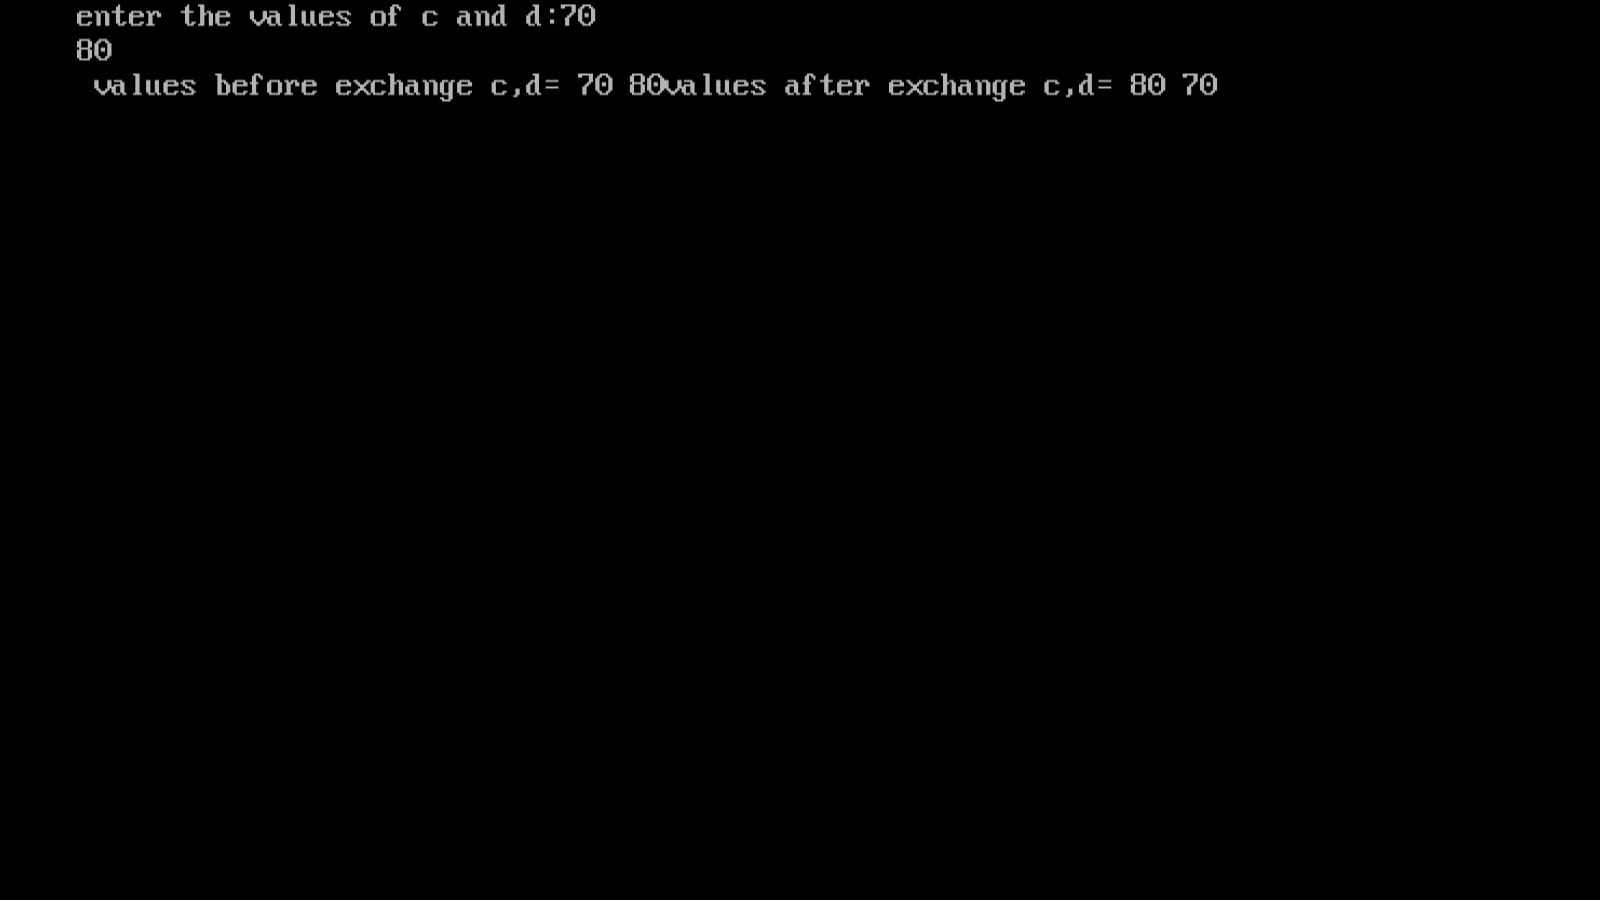 enter the values of c and d:70
80
values before exchange c,d= 70 80values after exchange c,d= 80 70